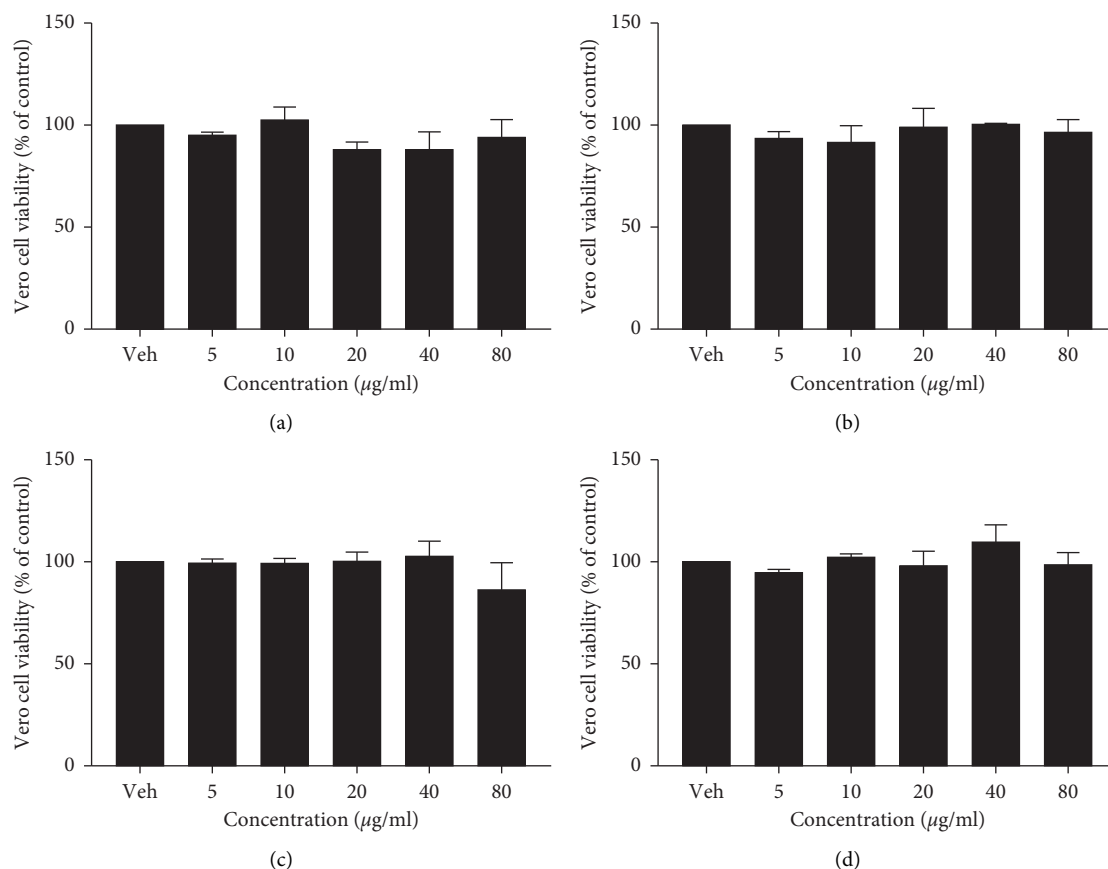 150
100
50
0
Vero cell viability (% of control)
Veh 5 10 20 40 80
Concentration (µg/ml)
(a)
150
100
50
0
Vero cell viability (% of control)
Veh 5 10 20 40 80
Concentration (µg/ml)
(b)
150
100
50
0
Vero cell viability (% of control)
Veh 5 10 20 40 80
Concentration (µg/ml)
(c)
150
100
50
0
Vero cell viability (% of control)
Veh 5 10 20 40 80
Concentration (µg/ml)
(d)